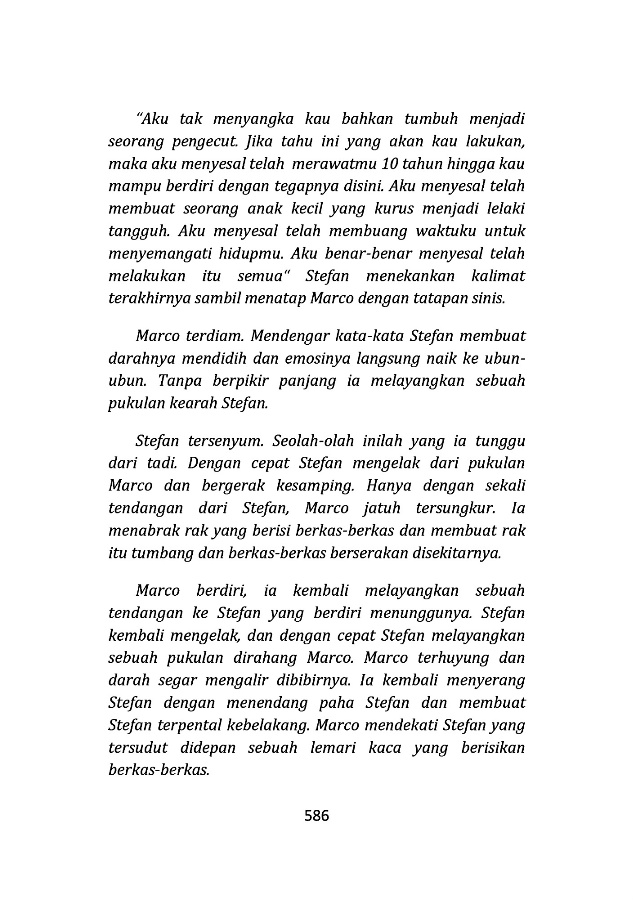 “Aku tak menyangka kau bahkan tumbuh menjadi
seorang pengecut. Jika tahu ini yang akan kau lakukan,
maka aku menyesal telah merawatmu 10 tahun hingga kau
mampu berdiri dengan tegapnya disini. Aku menyesal telah
membuat seorang anak kecil yang kurus menjadi lelaki
tangguh. Aku menyesal telah membuang waktuku untuk
menyemangati hidupmu. Aku benar-benar menyesal telah
melakukan itu semua“ Stefan menekankan kalimat
terakhirnya sambil menatap Marco dengan tatapan sinis.
Marco terdiam. Mendengar kata-kata Stefan membuat
darahnya mendidih dan emosinya langsung naik ke ubun-
ubun. Tanpa berpikir panjang ia melayangkan sebuah
pukulan kearah Stefan.
Stefan tersenyum. Seolah-olah inilah yang ia tunggu
dari tadi. Dengan cepat Stefan mengelak dari pukulan
Marco dan bergerak kesamping. Hanya dengan sekali
tendangan dari Stefan, Marco jatuh tersungkur. Ia
menabrak rak yang berisi berkas-berkas dan membuat rak
itu tumbang dan berkas-berkas berserakan disekitarnya.
Marco berdiri, ia kembali melayangkan sebuah
tendangan ke Stefan yang berdiri menunggunya. Stefan
kembali mengelak, dan dengan cepat Stefan melayangkan
sebuah pukulan dirahang Marco. Marco terhuyung dan
darah segar mengalir dibibirnya. Ia kembali menyerang
Stefan dengan menendang paha Stefan dan membuat
Stefan terpental kebelakang. Marco mendekati Stefan yang
tersudut didepan sebuah lemari kaca yang berisikan
berkas-berkas.
586